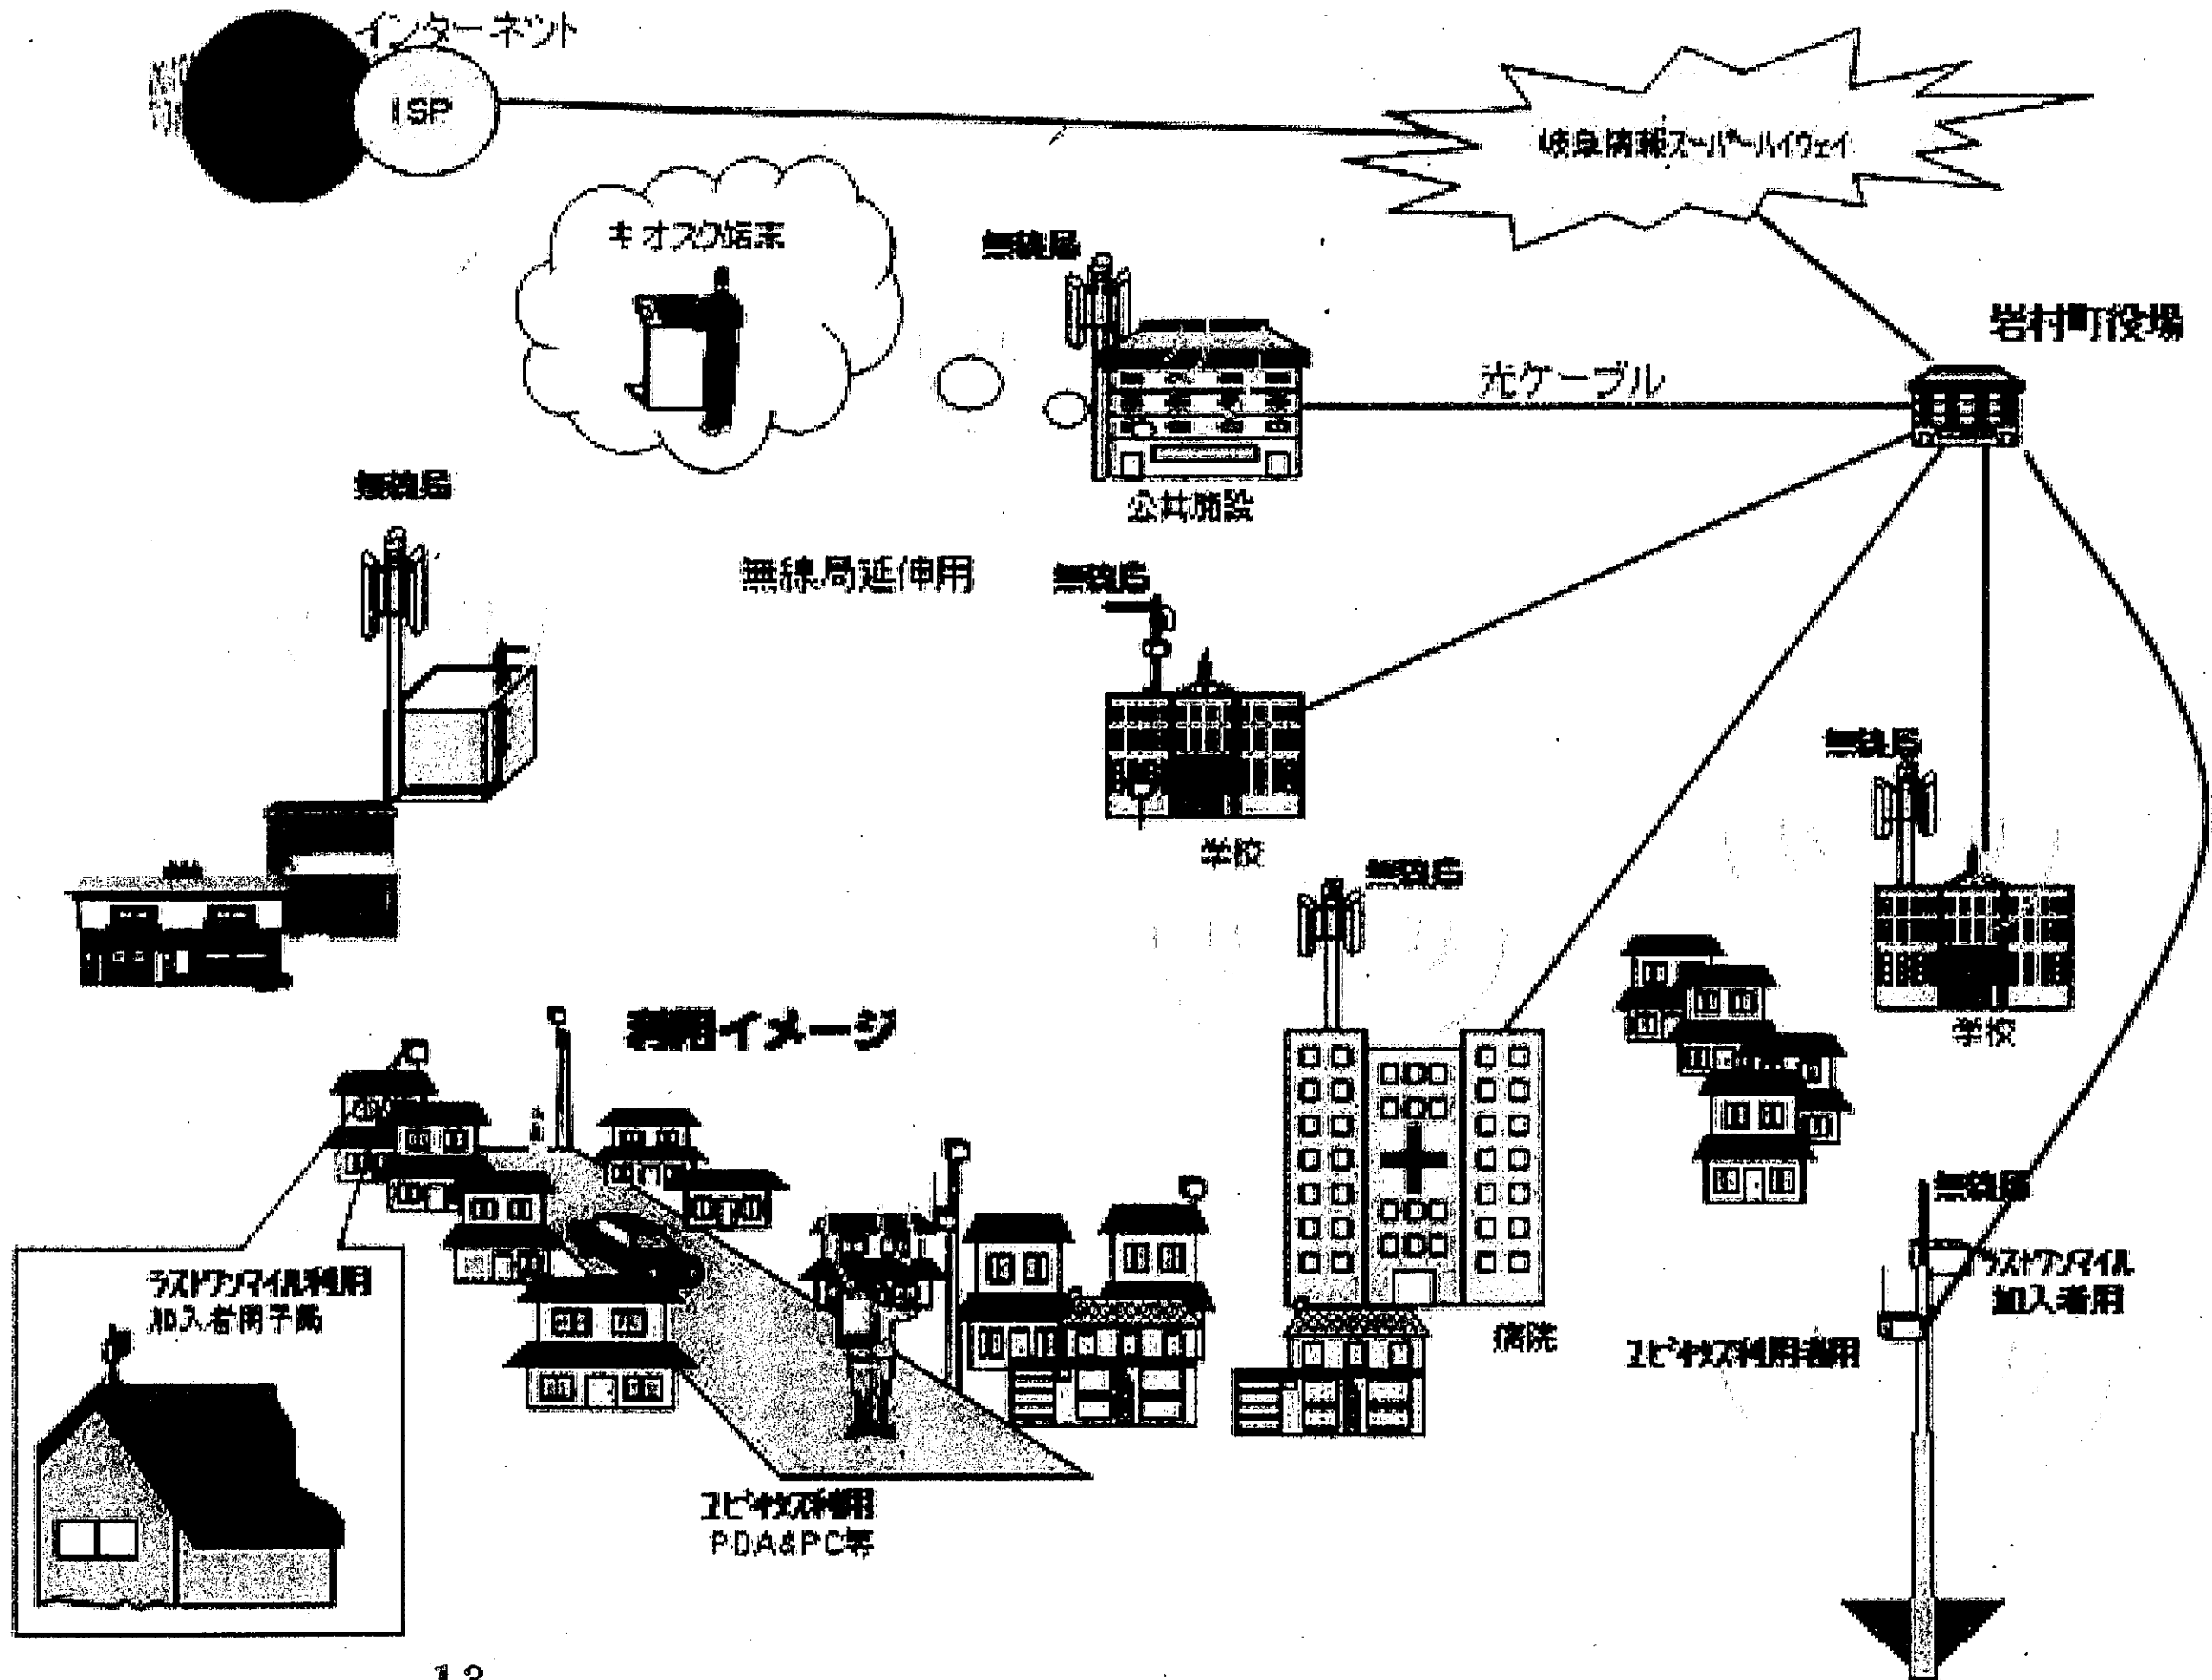 インターネット
ISP
岐阜情報スーパーハイウェイ
キオスク端末
無線局
岩村町役場
光ケーブル
公共施設
無線局
無線局延伸用
無線局
学校
無線局
無線局
学校
利用イメージ
無線局
ラストワンマイル
加入者用
ユビキタス利用者用
病院
ラストワンマイル利用
加入者用子局
ユビキタス利用
PDA&PC等
13